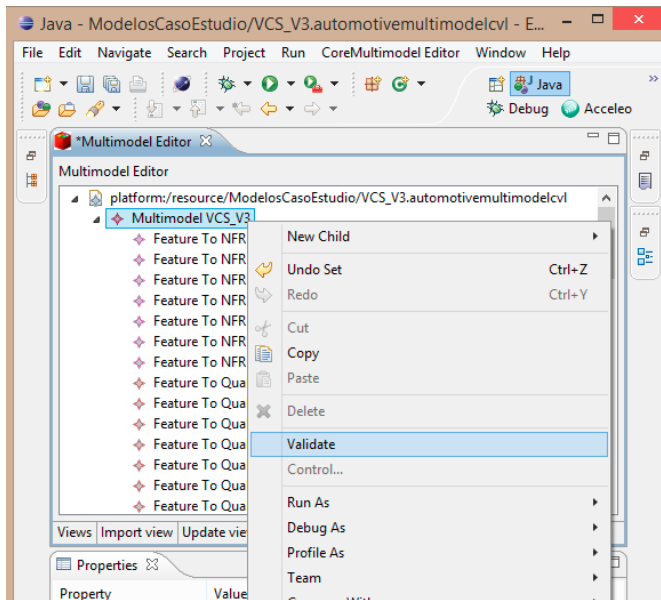 Java - ModelosCasoEstudio/VCS_V3.automotivemultimodelcvl - E...
File Edit Navigate Search Project Run CoreMultimodel Editor Window Help
Java
Debug Acceleo
*Multimodel Editor
Multimodel Editor
platform:/resource/ModelosCasoEstudio/VCS_V3.automotivemultimodelcvl
Multimodel VCS_V3
Feature To NFR
Feature To NFR
Feature To NFR
Feature To NFR
Feature To NFR
Feature To NFR
Feature To NFR
Feature To Qua
Feature To Qua
Feature To Qua
Feature To Qua
Feature To Qua
Feature To Qua
Feature To Qua
New Child
Undo Set Ctrl+Z
Redo Ctrl+Y
Cut
Copy
Paste
Delete
Validate
Control...
Run As
Debug As
Profile As
Team
Views Import view Update vie
Properties
Property Value